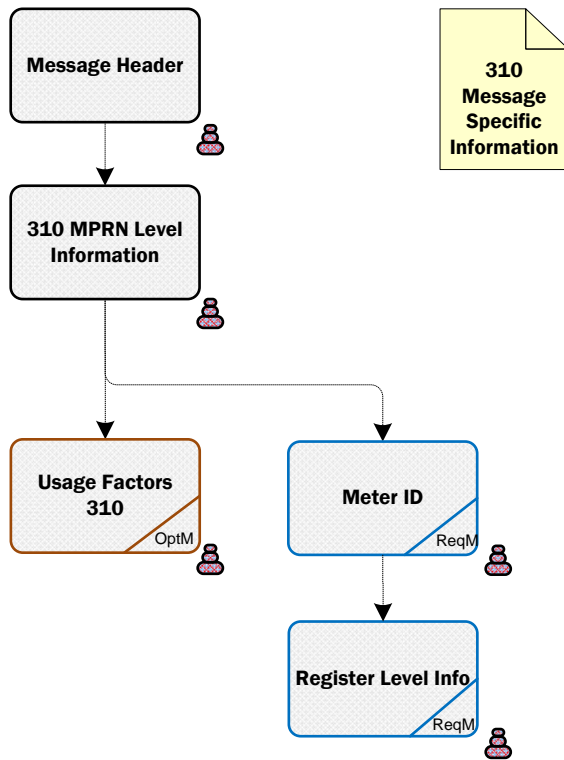 Message Header
310
Message
Specific
Information
310 MPRN Level
Information
Usage Factors
310
OptM
Meter ID
ReqM
Register Level Info
ReqM